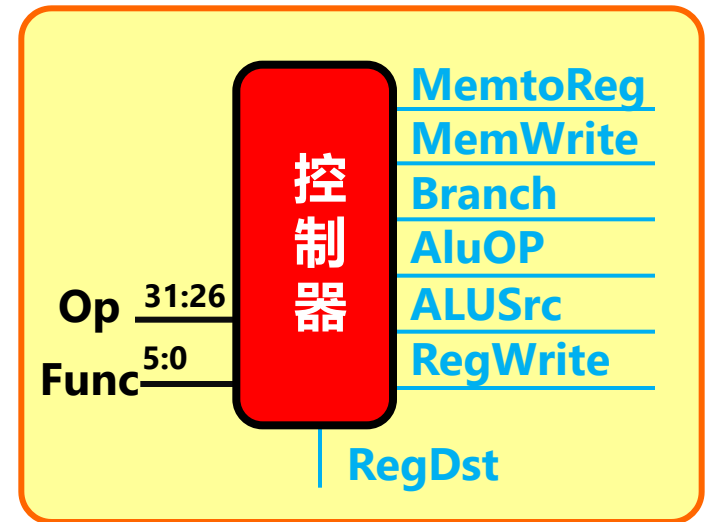 MemtoReg
MemWrite
Branch
AluOP
ALUSrc
RegWrite
控
制
器
Op 31:26
Func 5:0
RegDst